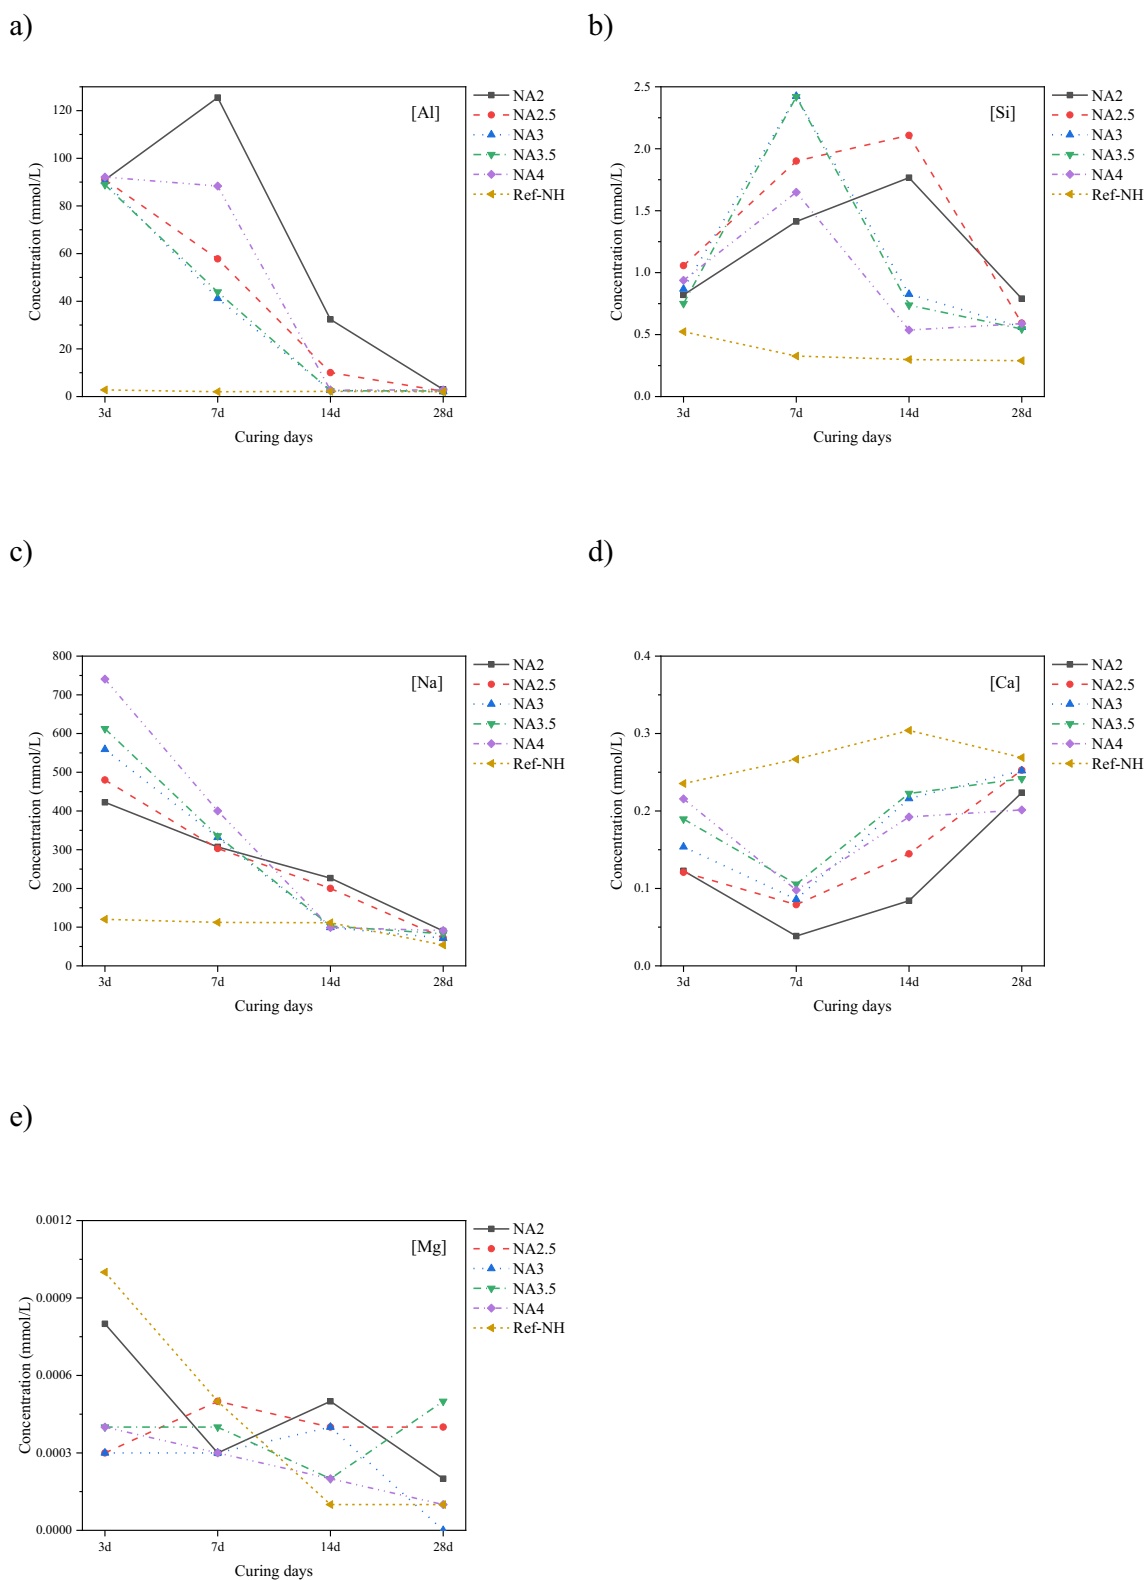 a)
[Al]
NA2
NA2.5
NA3
NA3.5
NA4
Ref-NH
Concentration (mmol/L)
120
100
80
60
40
20
0
3d 7d 14d 28d
Curing days
b)
[Si]
NA2
NA2.5
NA3
NA3.5
NA4
Ref-NH
Concentration (mmol/L)
2.5
2.0
1.5
1.0
0.5
0.0
3d 7d 14d 28d
Curing days
c)
[Na]
NA2
NA2.5
NA3
NA3.5
NA4
Ref-NH
Concentration (mmol/L)
800
700
600
500
400
300
200
100
0
3d 7d 14d 28d
Curing days
d)
[Ca]
NA2
NA2.5
NA3
NA3.5
NA4
Ref-NH
Concentration (mmol/L)
0.4
0.3
0.2
0.1
0.0
3d 7d 14d 28d
Curing days
e)
[Mg]
NA2
NA2.5
NA3
NA3.5
NA4
Ref-NH
Concentration (mmol/L)
0.0012
0.0009
0.0006
0.0003
0.0000
3d 7d 14d 28d
Curing days